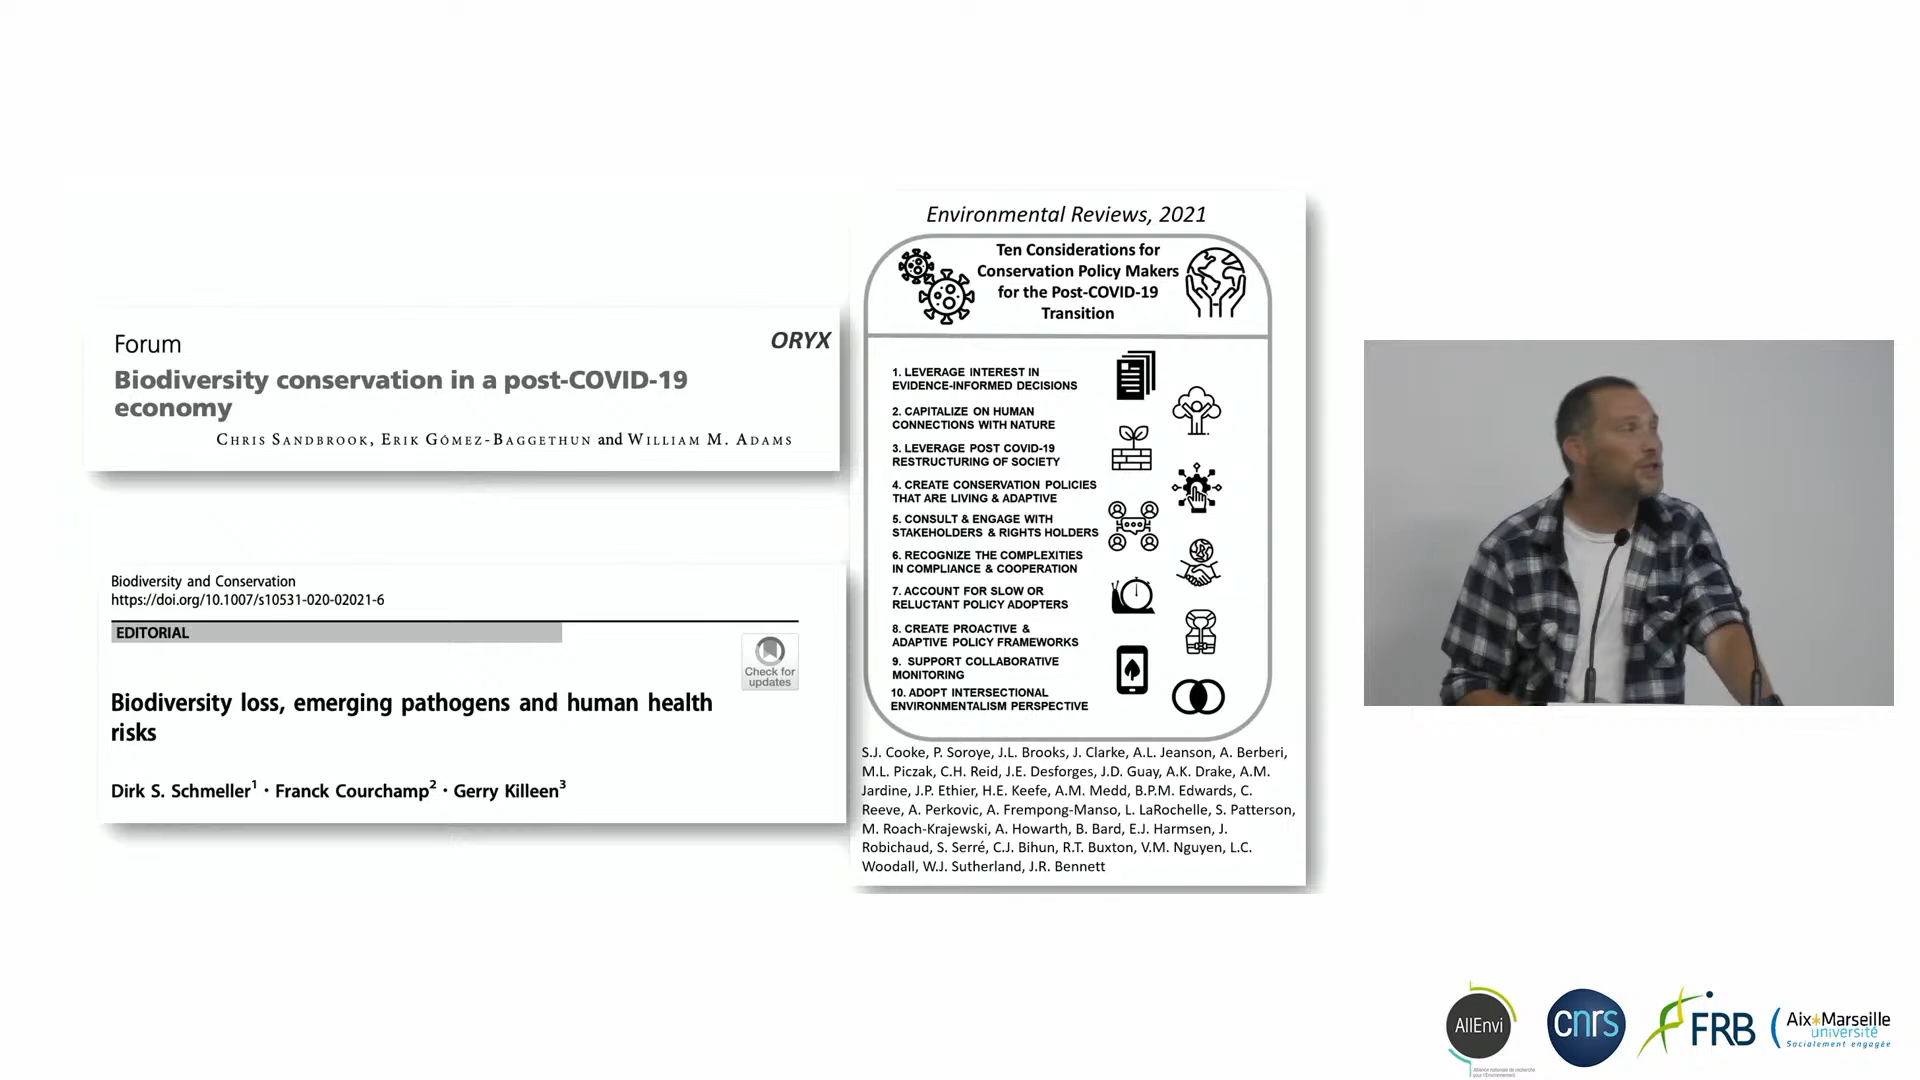 Forum
ORYX
Biodiversity conservation in a post-COVID-19
economy
CHRIS SANDBROOK, ERIK GÓMEZ-BAGGETHUN and WILLIAM M. ADAMS
Biodiversity and Conservation
https://doi.org/10.1007/s10531-020-02021-6
EDITORIAL
Check for
updates
Biodiversity loss, emerging pathogens and human health
risks
Dirk S. Schmeller1 · Franck Courchamp2 · Gerry Killeen3
Environmental Reviews, 2021
Ten Considerations for
Conservation Policy Makers
for the Post-COVID-19
Transition
1. LEVERAGE INTEREST IN
EVIDENCE-INFORMED DECISIONS
2. CAPITALIZE ON HUMAN
CONNECTIONS WITH NATURE
3. LEVERAGE POST COVID-19
RESTRUCTURING OF SOCIETY
4. CREATE CONSERVATION POLICIES
THAT ARE LIVING & ADAPTIVE
5. CONSULT & ENGAGE WITH
STAKEHOLDERS & RIGHTS HOLDERS
6. RECOGNIZE THE COMPLEXITIES
IN COMPLIANCE & COOPERATION
7. ACCOUNT FOR SLOW OR
RELUCTANT POLICY ADOPTERS
8. CREATE PROACTIVE &
ADAPTIVE POLICY FRAMEWORKS
9. SUPPORT COLLABORATIVE
MONITORING
10. ADOPT INTERSECTIONAL
ENVIRONMENTALISM PERSPECTIVE
S.J. Cooke, P. Soroye, J.L. Brooks, J. Clarke, A.L. Jeanson, A. Berberi,
M.L. Piczak, C.H. Reid, J.E. Desforges, J.D. Guay, A.K. Drake, A.M.
Jardine, J.P. Ethier, H.E. Keefe, A.M. Medd, B.P.M. Edwards, C.
Reeve, A. Perkovic, A. Frempong-Manso, L. LaRochelle, S. Patterson,
M. Roach-Krajewski, A. Howarth, B. Bard, E.J. Harmsen, J.
Robichaud, S. Serré, C.J. Bihun, R.T. Buxton, V.M. Nguyen, L.C.
Woodall, W.J. Sutherland, J.R. Bennett
AllEnvi
Alliance nationale de recherche
pour l'Environnement
cnrs
FRB
Aix*Marseille
université
Socialement engagée